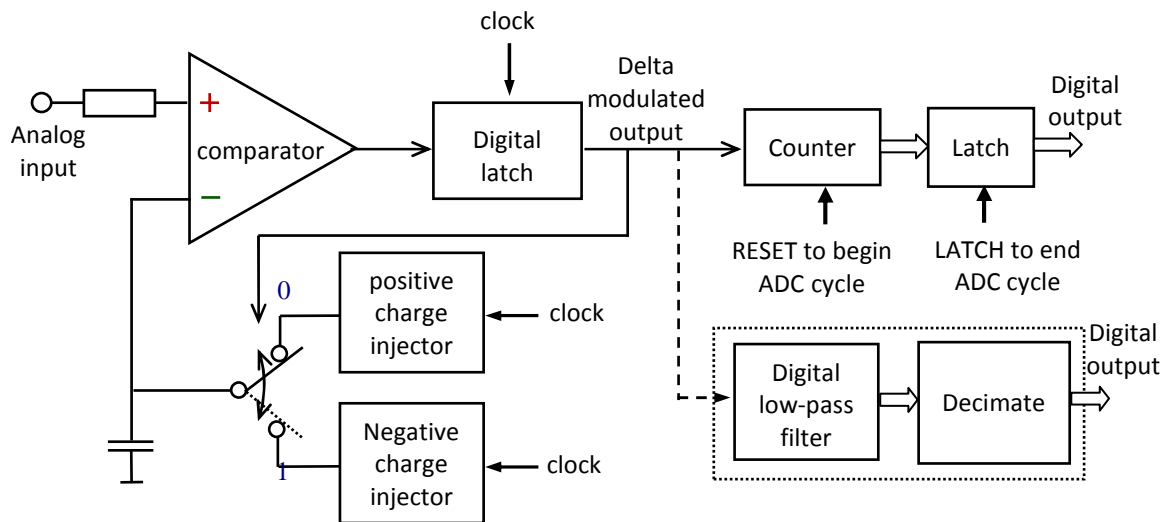 clock
Delta
modulated
output
Digital
output
Analog
input
+
comparator
−
Digital
latch
Counter
Latch
RESET to begin
ADC cycle
LATCH to end
ADC cycle
0
positive
charge
injector
clock
1
Negative
charge
injector
clock
Digital
low-pass
filter
Decimate
Digital
output